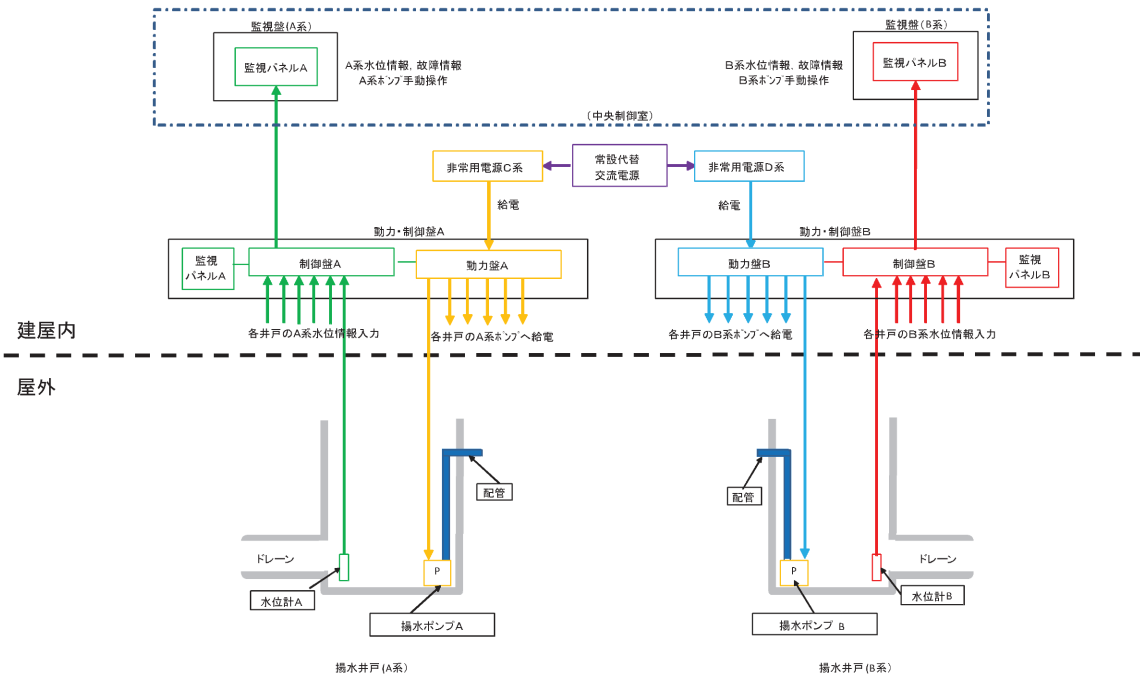 監視盤(A系)
監視盤(B系)
監視パネルA
A系水位情報，故障情報
A系ポンプ手動操作
B系水位情報，故障情報
B系ポンプ手動操作
監視パネルB
(中央制御室)
非常用電源C系
常設代替
交流電源
非常用電源D系
給電
給電
動力・制御盤A
動力・制御盤B
監視
パネルA
制御盤A
動力盤A
動力盤B
制御盤B
監視
パネルB
各井戸のA系水位情報入力
各井戸のA系ポンプへ給電
各井戸のB系ポンプへ給電
各井戸のB系水位情報入力
建屋内
屋外
配管
配管
ドレーン
ドレーン
P
P
水位計A
水位計B
揚水ポンプA
揚水ポンプ B
揚水井戸(A系)
揚水井戸(B系)